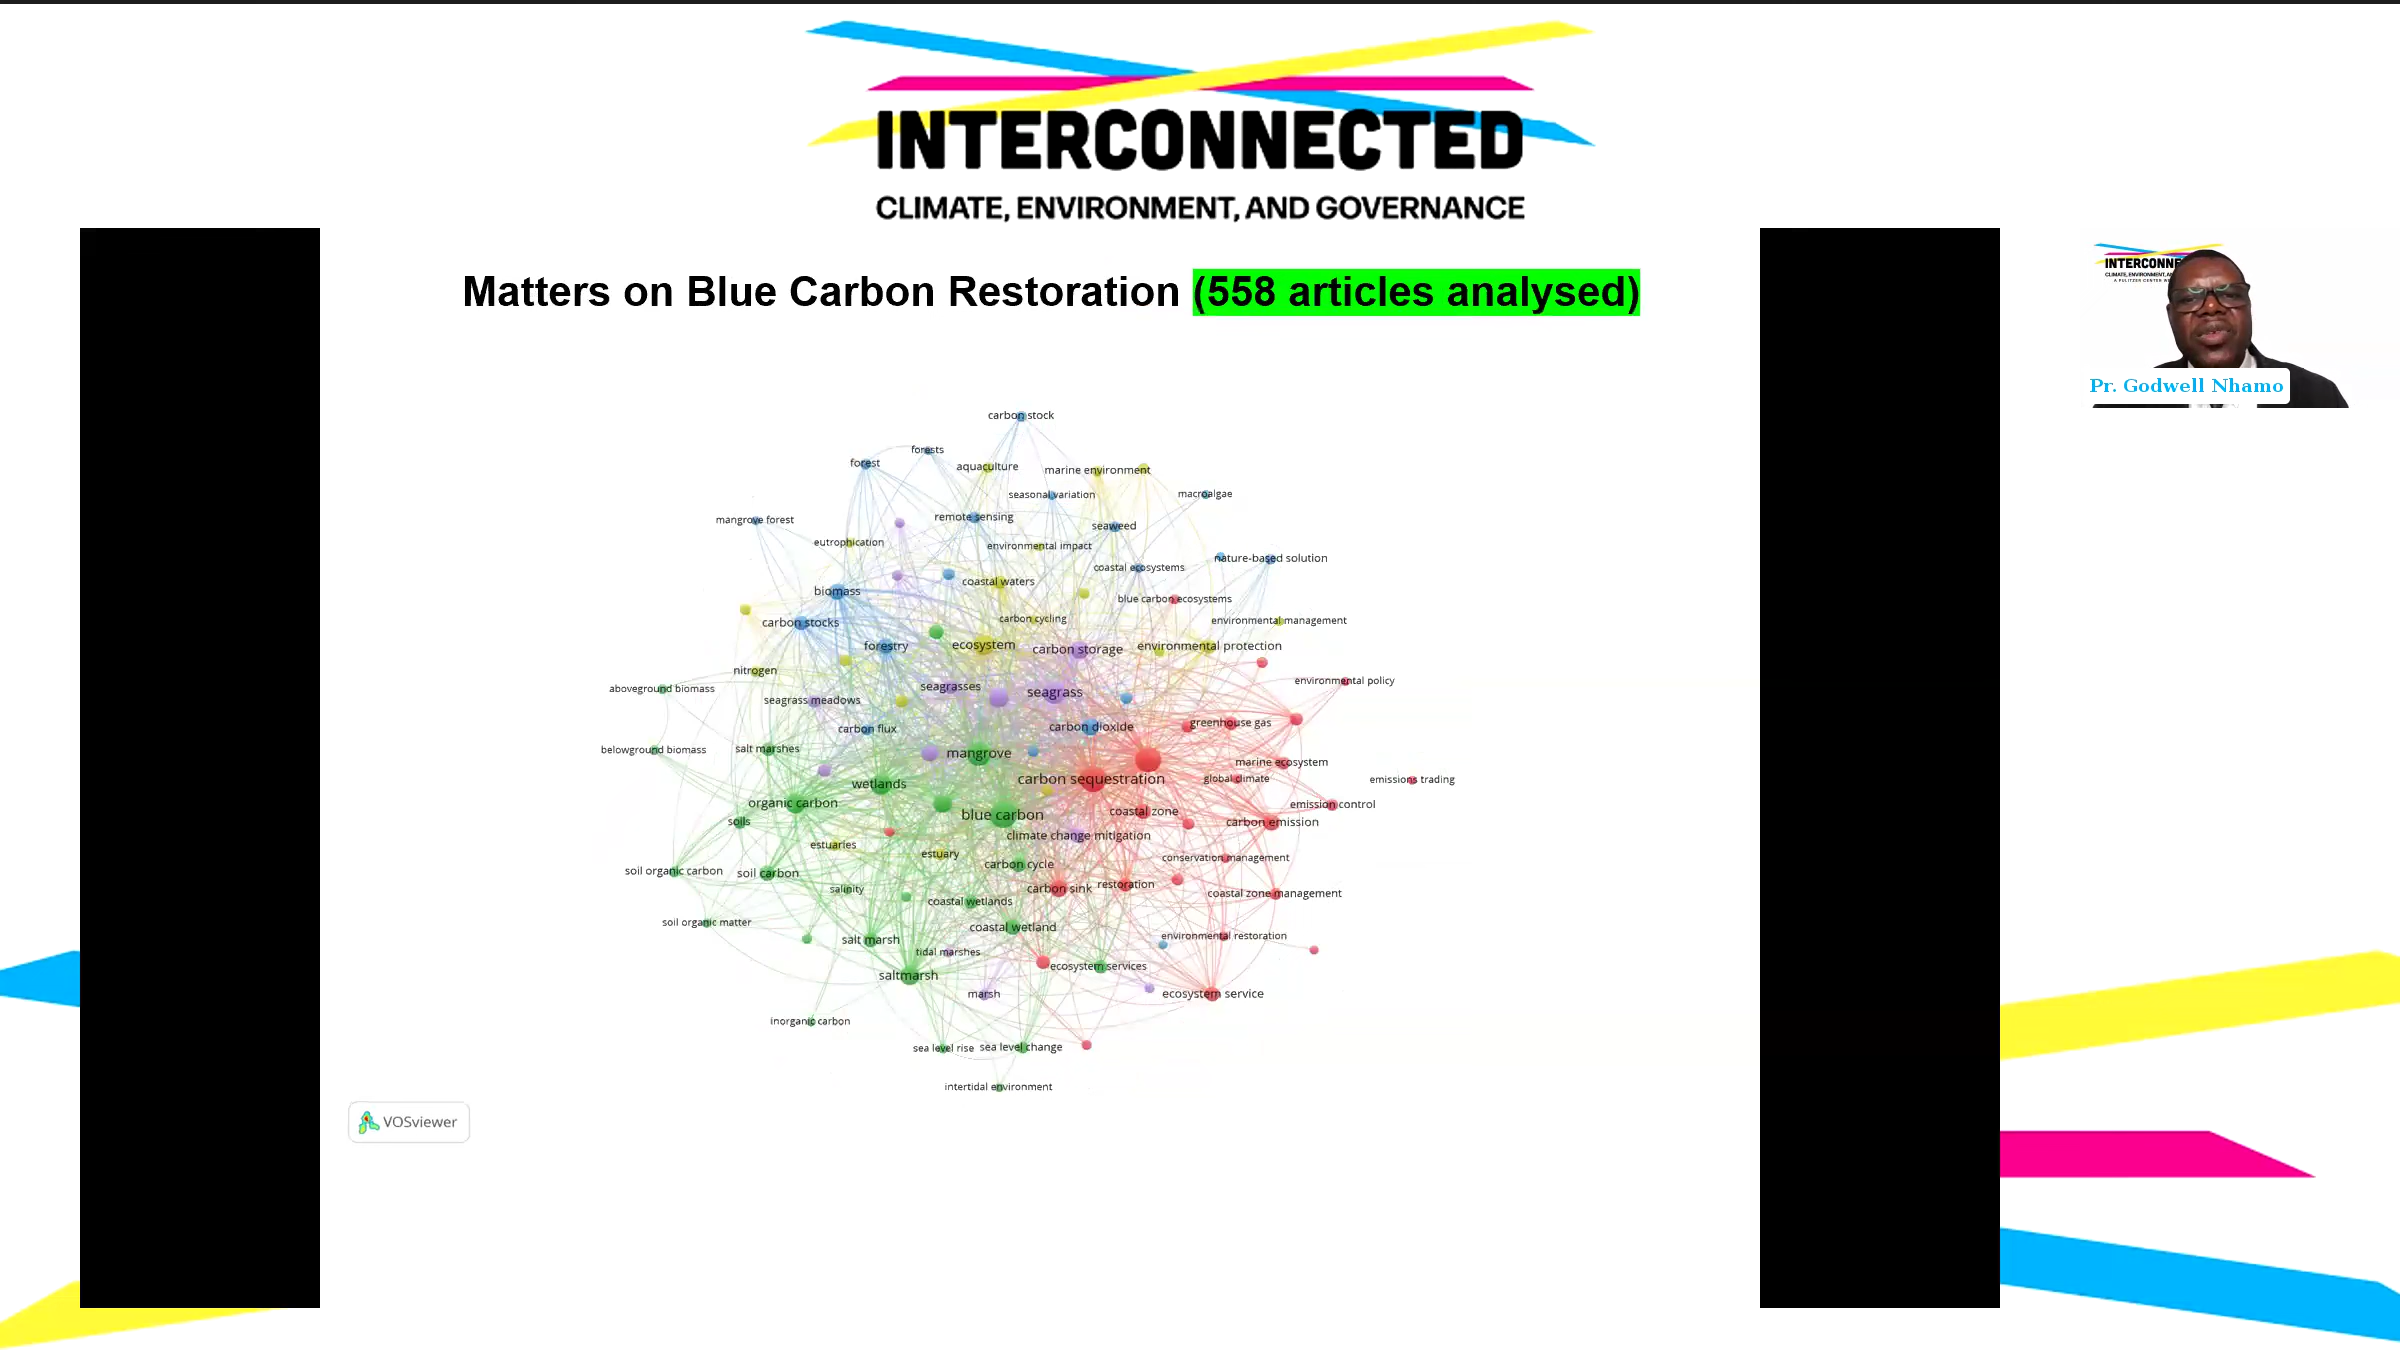 INTERCONNECTED
CLIMATE, ENVIRONMENT, AND GOVERNANCE
Matters on Blue Carbon Restoration (558 articles analysed)
Pr. Godwell Nhamo
carbon stock
forests
forest
aquaculture
marine environment
seasonal variation
macroalgae
mangrove forest
remote sensing
seaweed
eutrophication
environmental impact
nature-based solution
coastal ecosystems
coastal waters
biomass
blue carbon ecosystems
carbon stocks
carbon cycling
environmental management
forestry
ecosystem
carbon storage
environmental protection
nitrogen
aboveground biomass
seagrasses
seagrass
environmental policy
seagrass meadows
carbon flux
carbon dioxide
greenhouse gas
belowground biomass
salt marshes
mangrove
marine ecosystem
carbon sequestration
global climate
emissions trading
wetlands
organic carbon
emission control
blue carbon
coastal zone
soils
carbon emission
climate change mitigation
estuaries
estuary
conservation management
carbon cycle
soil organic carbon
soil carbon
salinity
carbon sink
restoration
coastal zone management
coastal wetlands
soil organic matter
coastal wetland
salt marsh
environmental restoration
tidal marshes
saltmarsh
ecosystem services
marsh
ecosystem service
inorganic carbon
sea level rise
sea level change
intertidal environment
VOSviewer